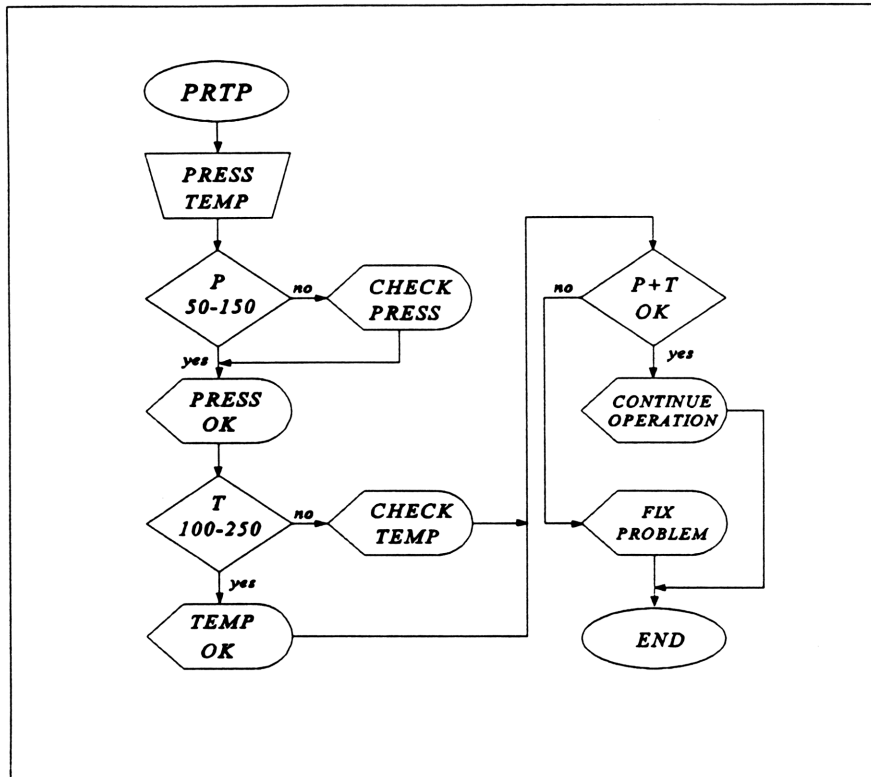 PRTP
PRESS
TEMP
P
50-150
no
CHECK
PRESS
yes
PRESS
OK
T
100-250
no
CHECK
TEMP
yes
TEMP
OK
P+T
OK
no
yes
CONTINUE
OPERATION
FIX
PROBLEM
END